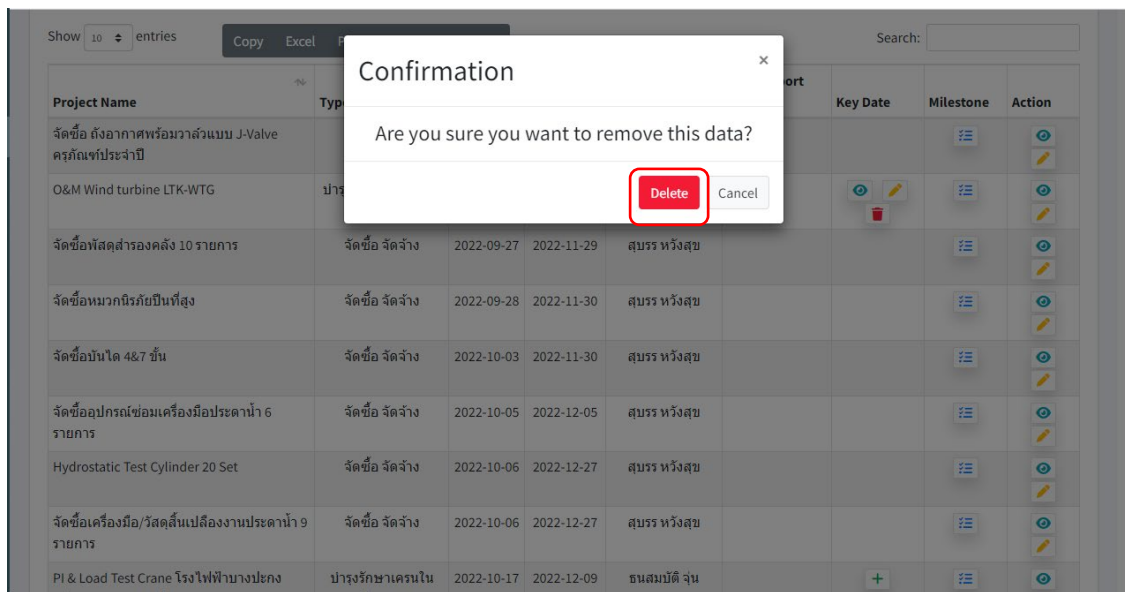 Show 10 entries
Copy Excel
Search:
Confirmation ×
Are you sure you want to remove this data?
Delete Cancel
Project Name
Key Date Milestone Action
จัดซื้อ ถังอากาศพร้อมวาล์วแบบ J-Valve
ครุภัณฑ์ประจำปี
O&M Wind turbine LTK-WTG
จัดซื้อพัสดุสำรองคลัง 10 รายการ จัดซื้อ จัดจ้าง 2022-09-27 2022-11-29 สุบรร หวังสุข
จัดซื้อหมวกนิรภัยปีนที่สูง จัดซื้อ จัดจ้าง 2022-09-28 2022-11-30 สุบรร หวังสุข
จัดซื้อบันได 4&7 ชั้น จัดซื้อ จัดจ้าง 2022-10-03 2022-11-30 สุบรร หวังสุข
จัดซื้ออุปกรณ์ซ่อมเครื่องมือประดาน้ำ 6 จัดซื้อ จัดจ้าง 2022-10-05 2022-12-05 สุบรร หวังสุข
รายการ
Hydrostatic Test Cylinder 20 Set จัดซื้อ จัดจ้าง 2022-10-06 2022-12-27 สุบรร หวังสุข
จัดซื้อเครื่องมือ/วัสดุสิ้นเปลืองงานประดาน้ำ 9 จัดซื้อ จัดจ้าง 2022-10-06 2022-12-27 สุบรร หวังสุข
รายการ
PI & Load Test Crane โรงไฟฟ้าบางปะกง บำรุงรักษาเครนใน 2022-10-17 2022-12-09 ธนสมบัติ จุ่น